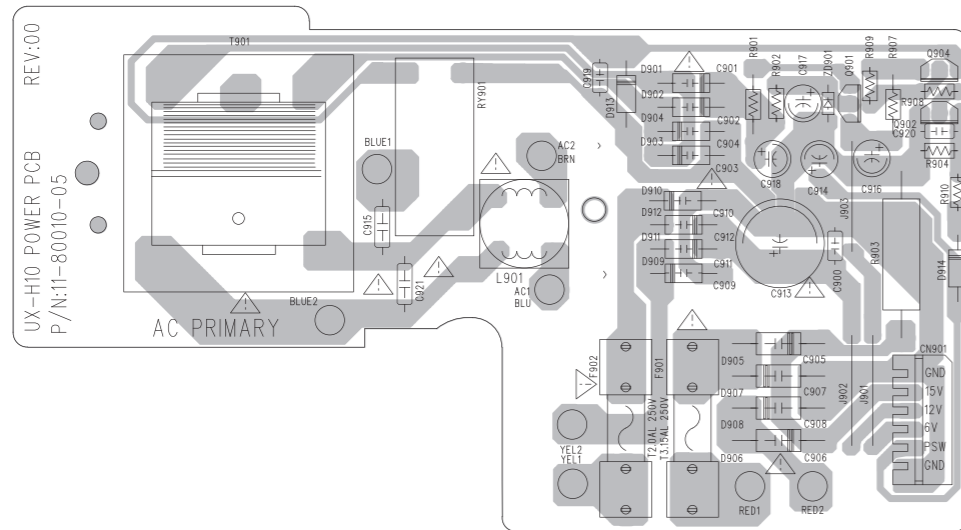 UX-H10 POWER PCB REV:00
P/N:11-80010-05
T901
RY901
BLUE1
AC2
BRN
C915
C921
L901
AC1
BLU
BLUE2
AC PRIMARY
C919
D913
D901
C901
D902
C902
D904
C904
D903
C903
R901
R902
C917
ZD901
Q901
R909
R907
Q904
R908
Q902
C920
R904
R910
C918
C914
C916
D910
C910
D912
C912
D911
C911
D909
C909
C913
J903
C900
R903
D914
F902
F901
D905
C905
D907
C907
D908
C908
D906
C906
J902
J901
CN901
GND
15V
12V
6V
PSW
GND
T2.0AL 250V
T3.15AL 250V
YEL2
YEL1
RED1
RED2